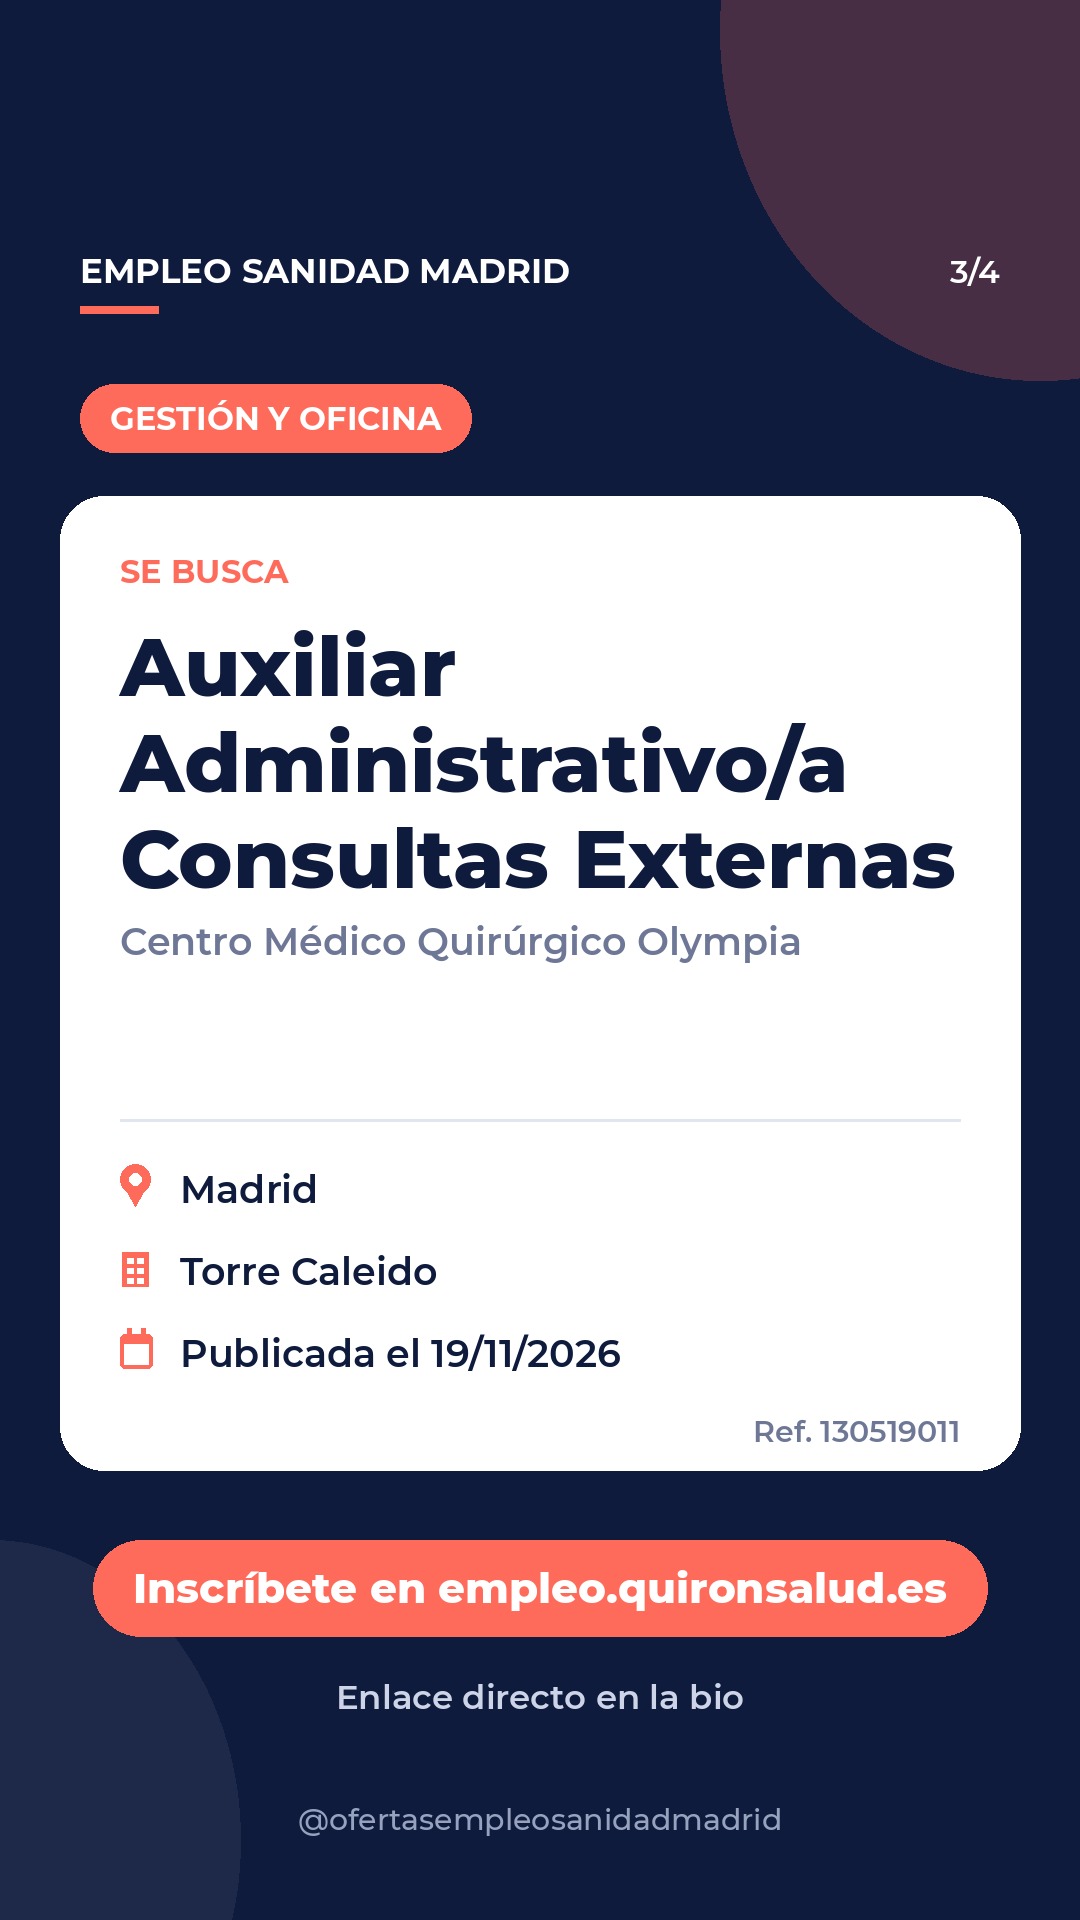 EMPLEO SANIDAD MADRID
3/4
GESTIÓN Y OFICINA
SE BUSCA
Auxiliar
Administrativo/a
Consultas Externas
Centro Médico Quirúrgico Olympia
Madrid
Torre Caleido
Publicada el 19/11/2026
Ref. 130519011
Inscríbete en empleo.quironsalud.es
Enlace directo en la bio
@ofertasempleosanidadmadrid